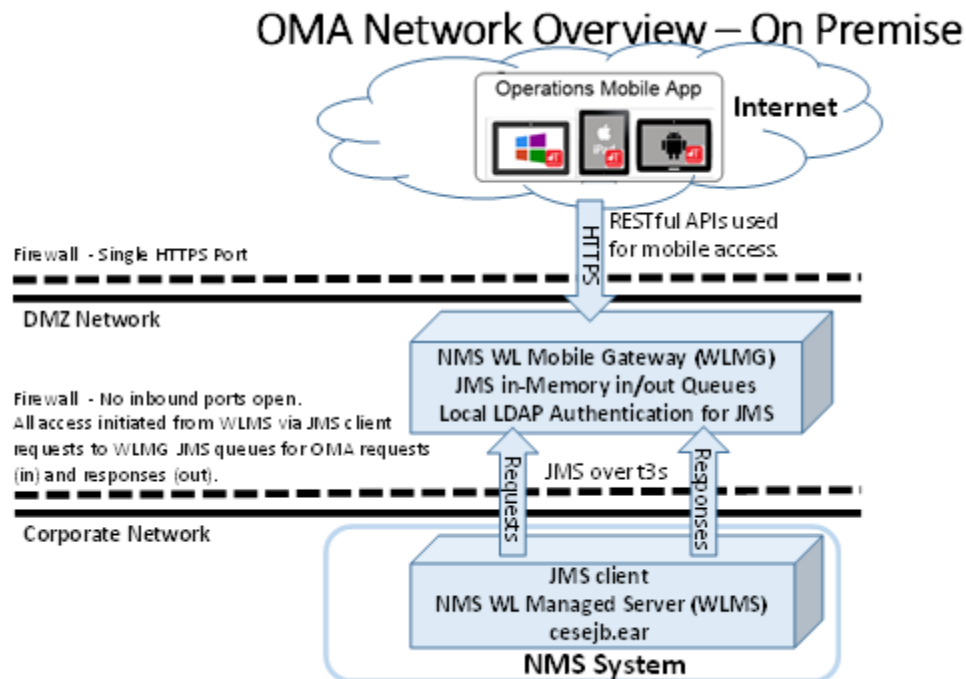 OMA Network Overview – On Premise
Operations Mobile App
Internet
iPad
HTTPS
RESTful APIs used
for mobile access.
Firewall - Single HTTPS Port
DMZ Network
NMS WL Mobile Gateway (WLMG)
JMS in-Memory in/out Queues
Local LDAP Authentication for JMS
Firewall - No inbound ports open.
All access initiated from WLMS via JMS client
requests to WLMG JMS queues for OMA requests
(in) and responses (out).
Requests
JMS over t3s
Responses
Corporate Network
JMS client
NMS WL Managed Server (WLMS)
cesejb.ear
NMS System